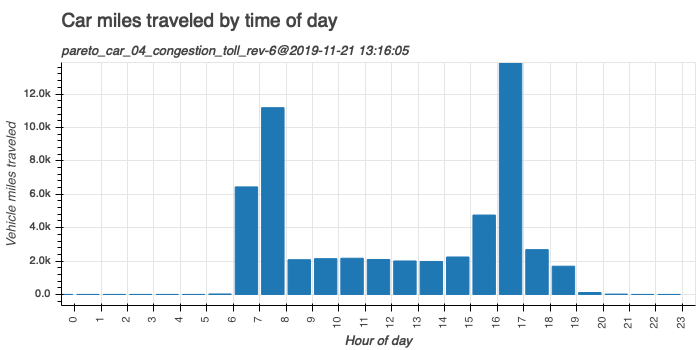 Car miles traveled by time of day
pareto_car_04_congestion_toll_rev-6@2019-11-21 13:16:05
Vehicle miles traveled
12.0k
10.0k
8.0k
6.0k
4.0k
2.0k
0.0
0 1 2 3 4 5 6 7 8 9 10 11 12 13 14 15 16 17 18 19 20 21 22 23
Hour of day